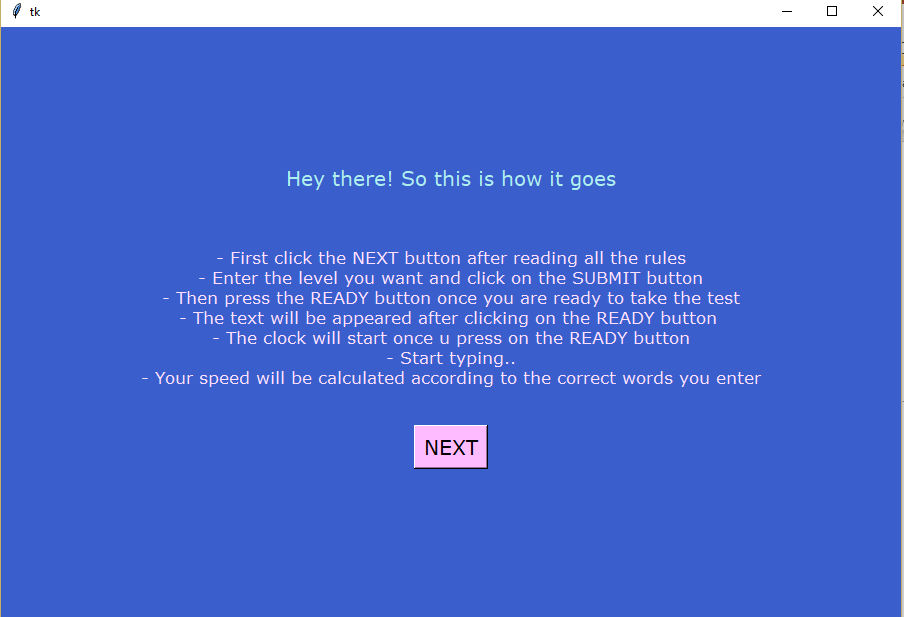 tk
Hey there! So this is how it goes
- First click the NEXT button after reading all the rules
- Enter the level you want and click on the SUBMIT button
- Then press the READY button once you are ready to take the test
- The text will be appeared after clicking on the READY button
- The clock will start once u press on the READY button
- Start typing..
- Your speed will be calculated according to the correct words you enter
NEXT